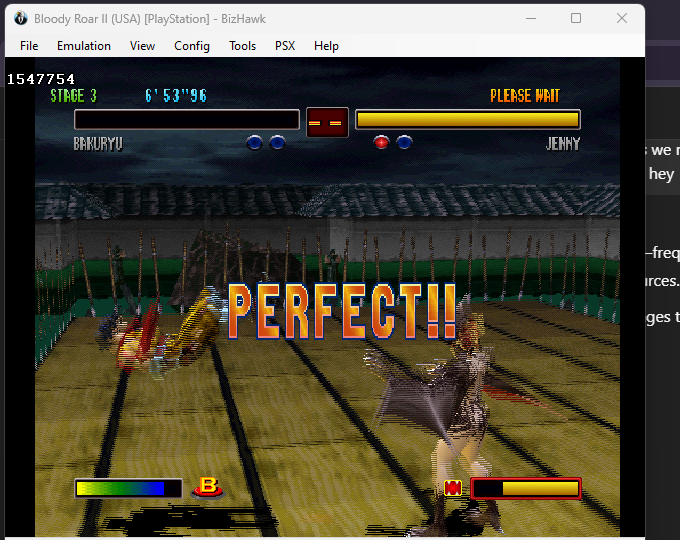 Bloody Roar II (USA) [PlayStation] - BizHawk
File Emulation View Config Tools PSX Help
1547754
STAGE 3 6'53"96 PLEASE WAIT
BAKURYU JENNY
s we
hey
PERFECT!!
–freq
urces.
ges t
B